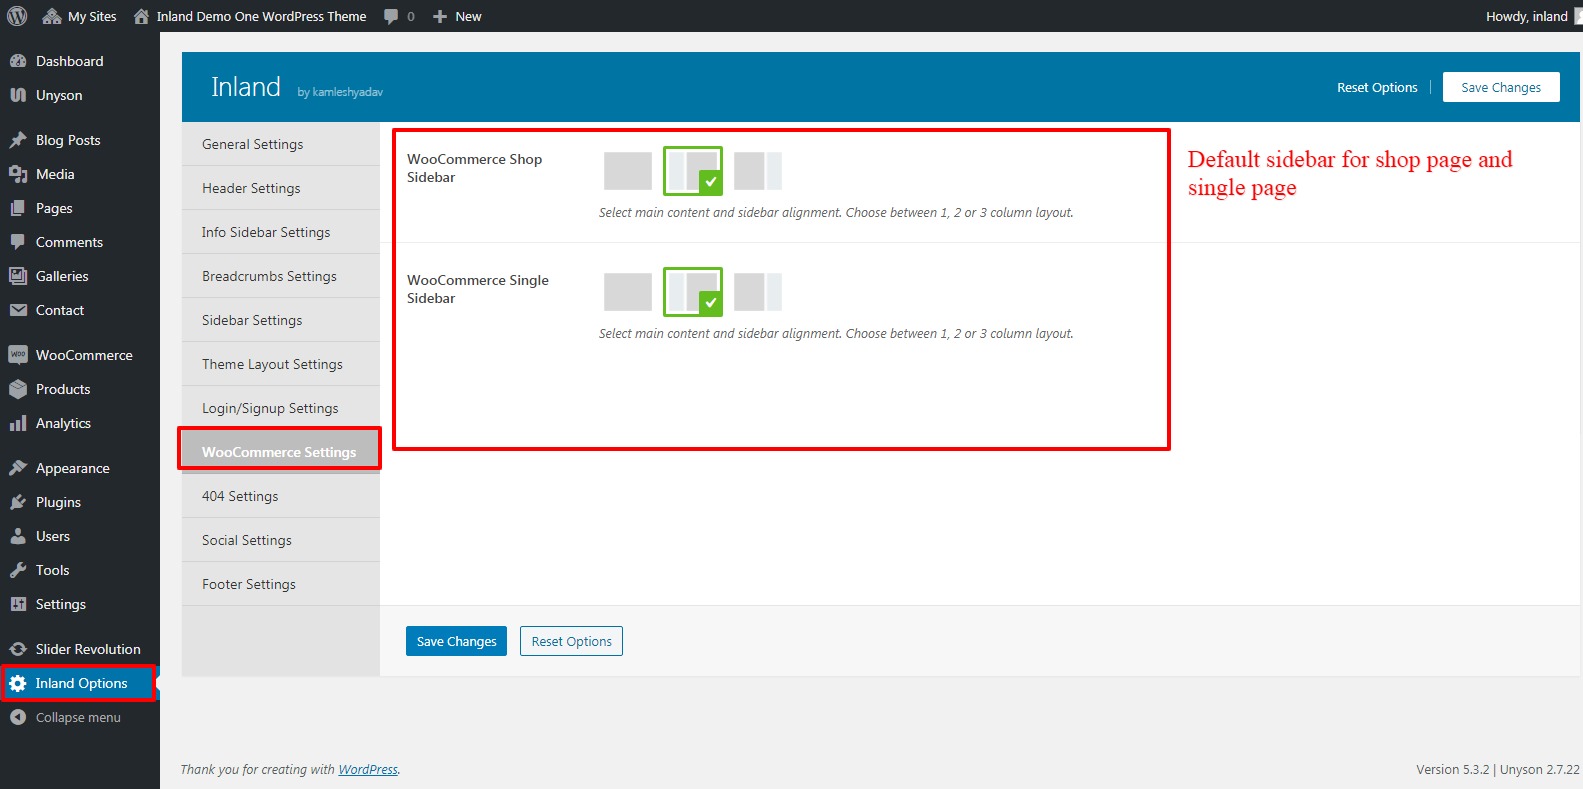 My Sites
Inland Demo One WordPress Theme
0
New
Howdy, inland
Dashboard
Unyson
Blog Posts
Media
Pages
Comments
Galleries
Contact
WooCommerce
Products
Analytics
Appearance
Plugins
Users
Tools
Settings
Slider Revolution
Inland Options
Collapse menu
Inland by kamleshyadav
Reset Options
Save Changes
General Settings
Header Settings
Info Sidebar Settings
Breadcrumbs Settings
Sidebar Settings
Theme Layout Settings
Login/Signup Settings
WooCommerce Settings
404 Settings
Social Settings
Footer Settings
WooCommerce Shop
Sidebar
Select main content and sidebar alignment. Choose between 1, 2 or 3 column layout.
WooCommerce Single
Sidebar
Select main content and sidebar alignment. Choose between 1, 2 or 3 column layout.
Default sidebar for shop page and
single page
Save Changes
Reset Options
Thank you for creating with WordPress.
Version 5.3.2 | Unyson 2.7.22